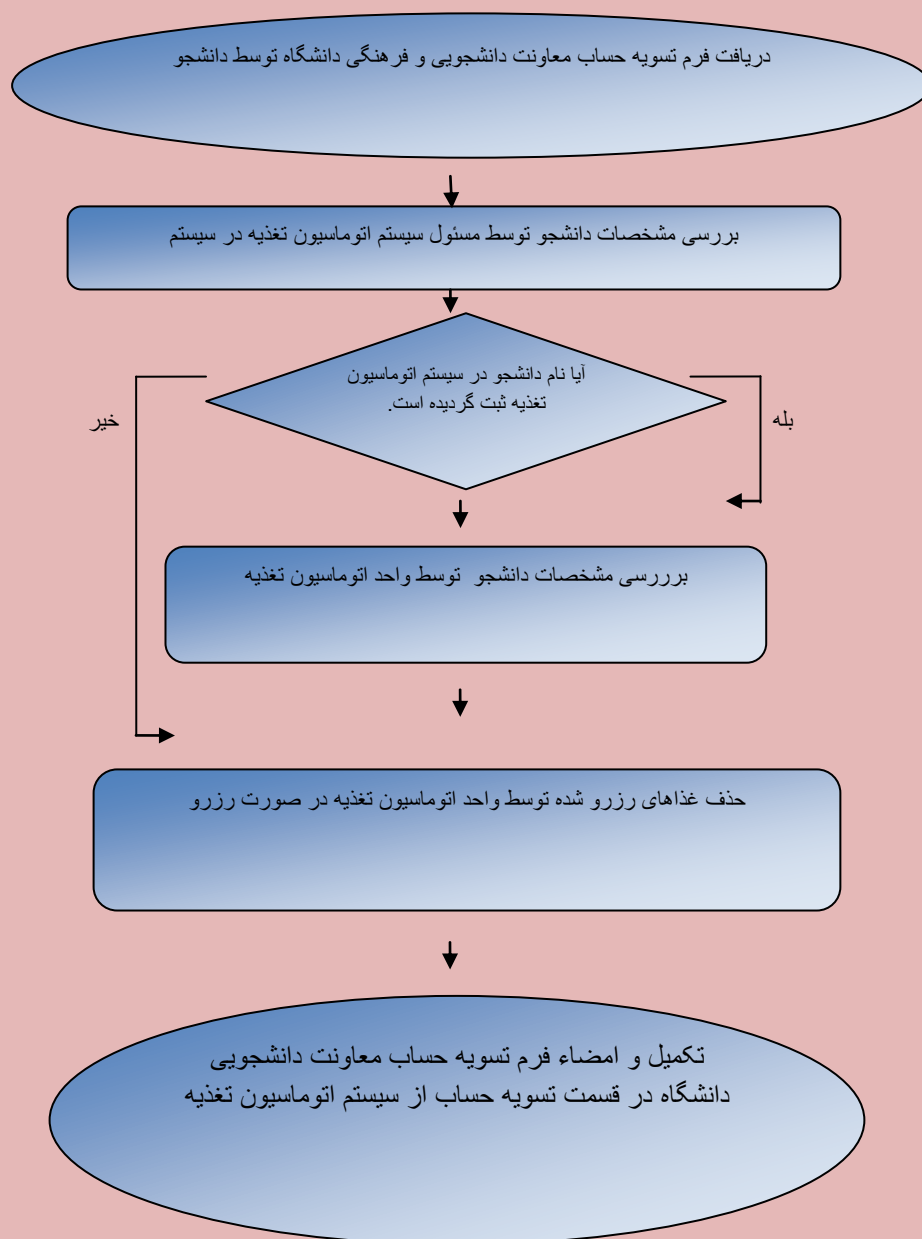 دریافت فرم تسویه حساب معاونت دانشجویی و فرهنگی دانشگاه توسط دانشجو
بررسی مشخصات دانشجو توسط مسئول سیستم اتوماسیون تغذیه در سیستم
آیا نام دانشجو در سیستم اتوماسیون
تغذیه ثبت گردیده است.
بله
خیر
برررسی مشخصات دانشجو توسط واحد اتوماسیون تغذیه
حذف غذاهای رزرو شده توسط واحد اتوماسیون تغذیه در صورت رزرو
تکمیل و امضاء فرم تسویه حساب معاونت دانشجویی
دانشگاه در قسمت تسویه حساب از سیستم اتوماسیون تغذیه